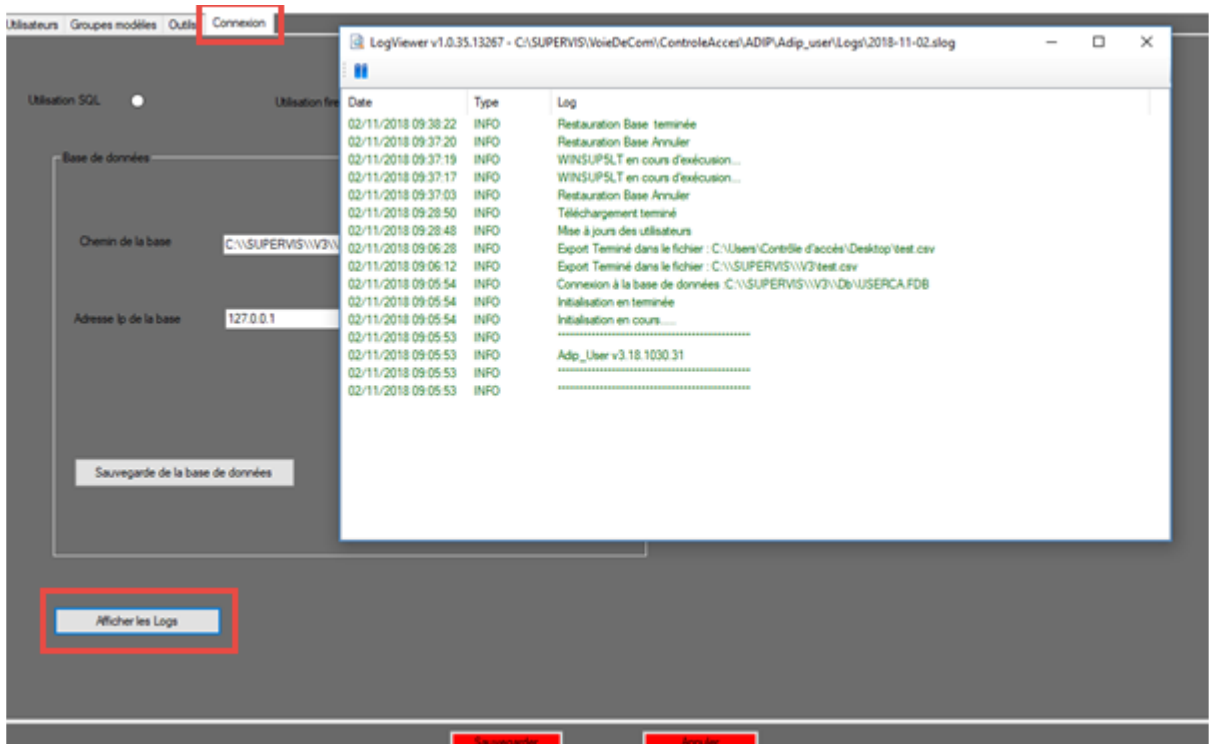 Utilisateurs Groupes modèles Outils Connexion
LogViewer v1.0.35.13267 - C:\SUPERVIS\VoieDeCom\ControleAcces\ADIP\Adip_user\Logs\2018-11-02.slog
Utilisation SQL Utilisation fire
Date Type Log
02/11/2018 09:38:22 INFO Restauration Base terminée
02/11/2018 09:37:20 INFO Restauration Base Annuler
02/11/2018 09:37:19 INFO WINSUP5LT en cours d'exécusion...
02/11/2018 09:37:17 INFO WINSUP5LT en cours d'exécusion...
02/11/2018 09:37:03 INFO Restauration Base Annuler
02/11/2018 09:28:50 INFO Téléchargement terminé
02/11/2018 09:28:48 INFO Mise à jours des utilisateurs
02/11/2018 09:06:28 INFO Export Terminé dans le fichier : C:\Users\Contrôle d'accès\Desktop\test.csv
02/11/2018 09:06:12 INFO Export Terminé dans le fichier : C:\\SUPERVIS\\V3\test.csv
02/11/2018 09:05:54 INFO Connexion à la base de données :C:\\SUPERVIS\\V3\\Db\\USERCA.FDB
02/11/2018 09:05:54 INFO Initialisation en terminée
02/11/2018 09:05:54 INFO Initialisation en cours.....
02/11/2018 09:05:53 INFO
02/11/2018 09:05:53 INFO Adip_User v3.18.1030.31
02/11/2018 09:05:53 INFO
02/11/2018 09:05:53 INFO
Base de données
Chemin de la base C:\\SUPERVIS\\V3\\
Adresse Ip de la base 127.0.0.1
Sauvegarde de la base de données
Afficher les Logs
Sauvegarder Annuler